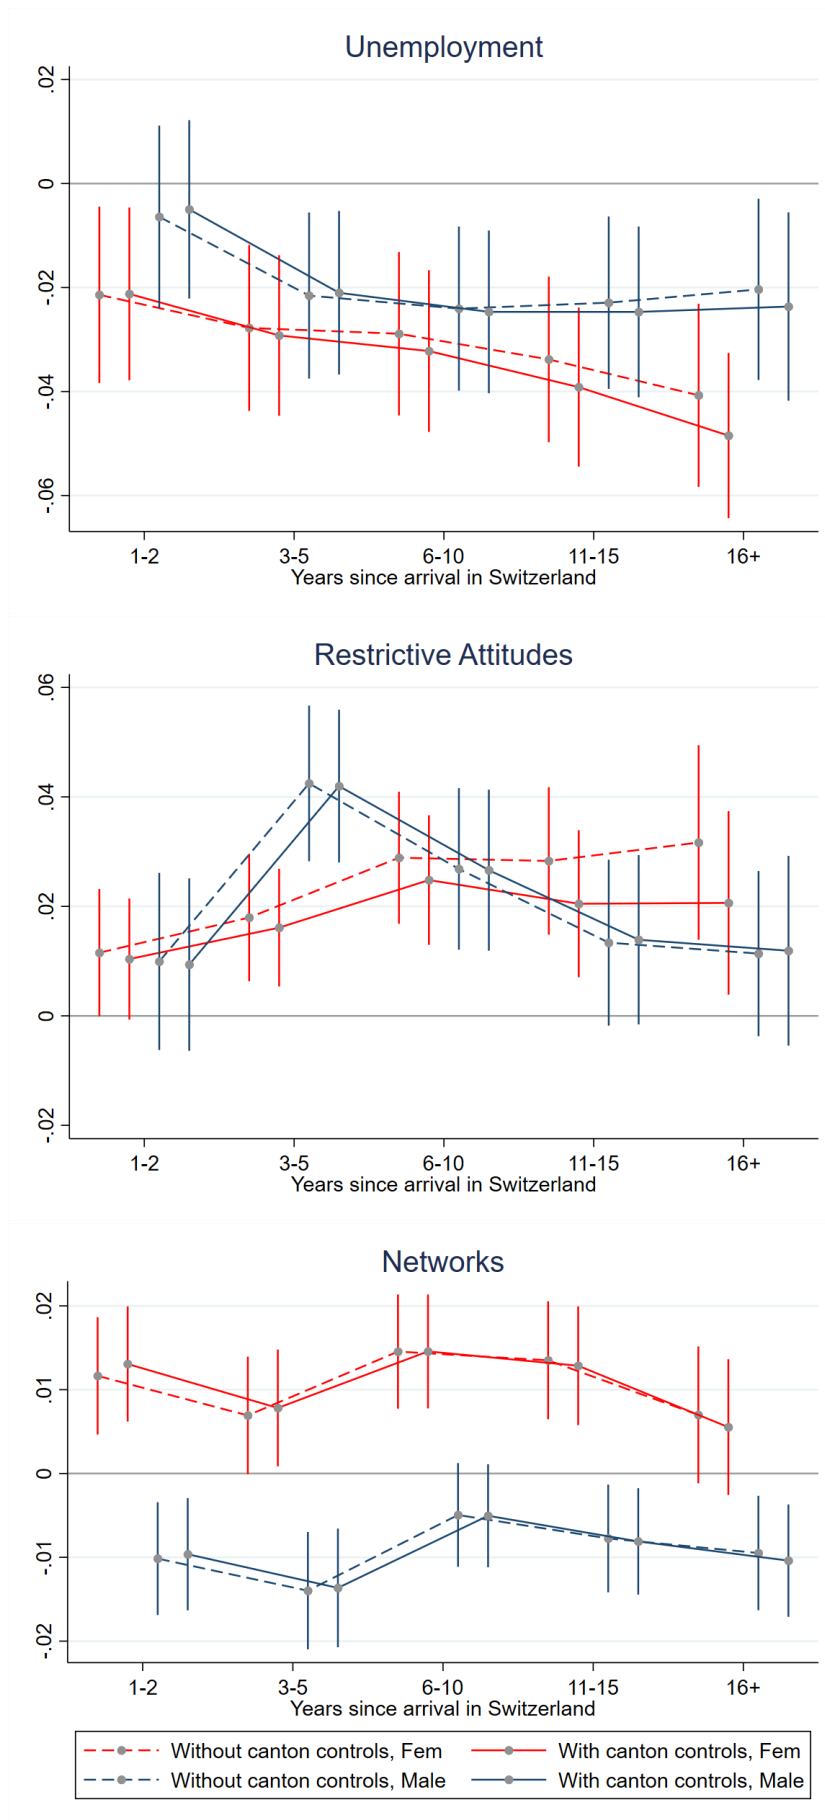 Unemployment
.02
0
-.02
-.04
-.06
1-2 3-5 6-10 11-15 16+
Years since arrival in Switzerland
Restrictive Attitudes
.06
.04
.02
0
-.02
1-2 3-5 6-10 11-15 16+
Years since arrival in Switzerland
Networks
.02
.01
0
-.01
-.02
1-2 3-5 6-10 11-15 16+
Years since arrival in Switzerland
Without canton controls, Fem With canton controls, Fem
Without canton controls, Male With canton controls, Male